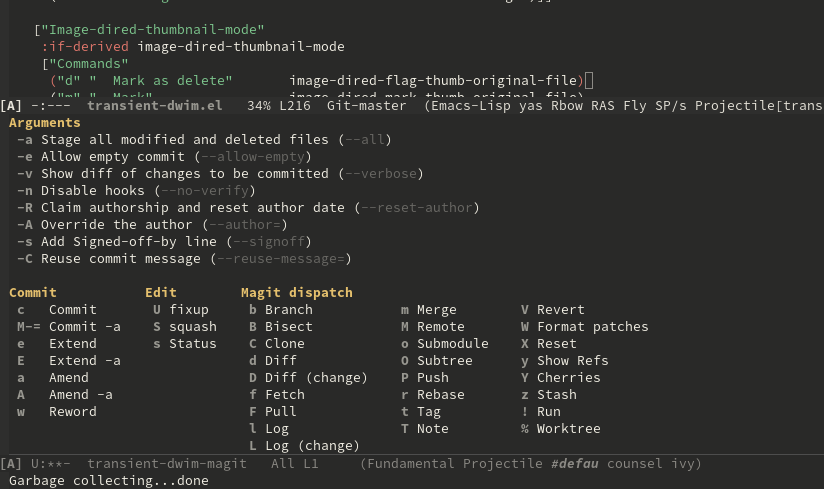 ["Image-dired-thumbnail-mode"
:if-derived image-dired-thumbnail-mode
["Commands"
("d" "  Mark as delete"       image-dired-flag-thumb-original-file)
[A] -:---  transient-dwim.el   34% L216  Git-master  (Emacs-Lisp yas Rbow RAS Fly SP/s Projectile[trans
Arguments
-a Stage all modified and deleted files (--all)
-e Allow empty commit (--allow-empty)
-v Show diff of changes to be committed (--verbose)
-n Disable hooks (--no-verify)
-R Claim authorship and reset author date (--reset-author)
-A Override the author (--author=)
-s Add Signed-off-by line (--signoff)
-C Reuse commit message (--reuse-message=)
Commit           Edit        Magit dispatch
c   Commit       U fixup     b Branch            m Merge        V Revert
M-= Commit -a    S squash    B Bisect            M Remote       W Format patches
e   Extend       s Status    C Clone             o Submodule    X Reset
E   Extend -a                d Diff              O Subtree      y Show Refs
a   Amend                    D Diff (change)     P Push         Y Cherries
A   Amend -a                 f Fetch             r Rebase       z Stash
w   Reword                   F Pull              t Tag          ! Run
l Log               T Note         % Worktree
L Log (change)
[A] U:**-  transient-dwim-magit   All L1     (Fundamental Projectile #defau counsel ivy)
Garbage collecting...done